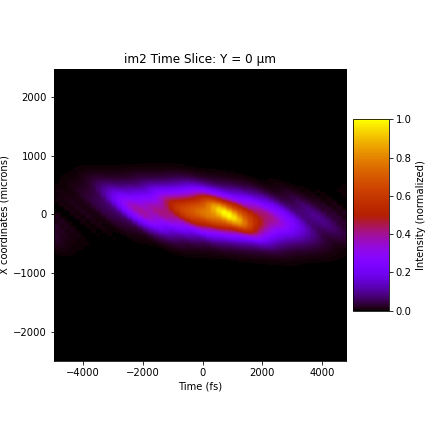 im2 Time Slice: Y = 0 μm
2000
1000
0
−1000
−2000
X coordinates (microns)
−4000 −2000 0 2000 4000
Time (fs)
1.0
0.8
0.6
0.4
0.2
0.0
Intensity (normalized)